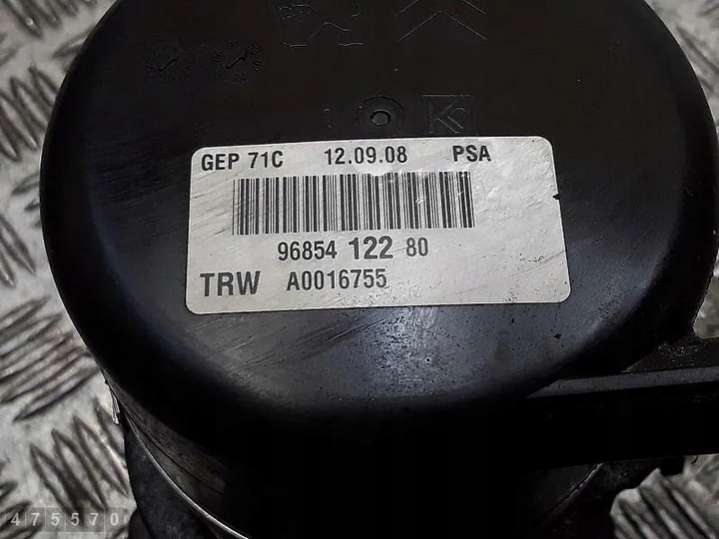 GEP 71C 12.09.08 PSA
96854 122 80
TRW A0016755
475570